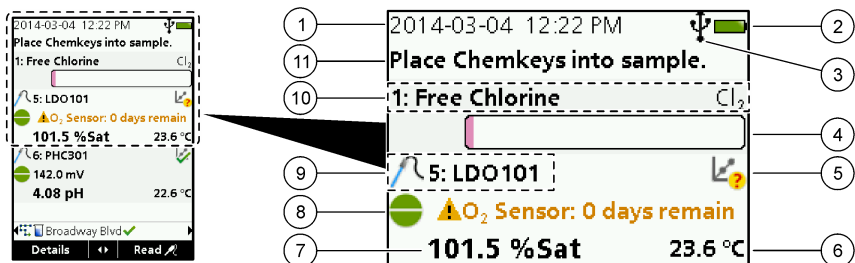 2014-03-04 12:22 PM
Place Chemkeys into sample.
1: Free Chlorine Cl₂
5: LDO101
O₂ Sensor: 0 days remain
101.5 %Sat 23.6 °C
6: PHC301
142.0 mV
4.08 pH 22.6 °C
Broadway Blvd
Details Read
1 2014-03-04 12:22 PM 2
11 Place Chemkeys into sample. 3
10 1: Free Chlorine Cl₂
4
9 5: LDO101 5
8 O₂ Sensor: 0 days remain
7 101.5 %Sat 23.6 °C 6